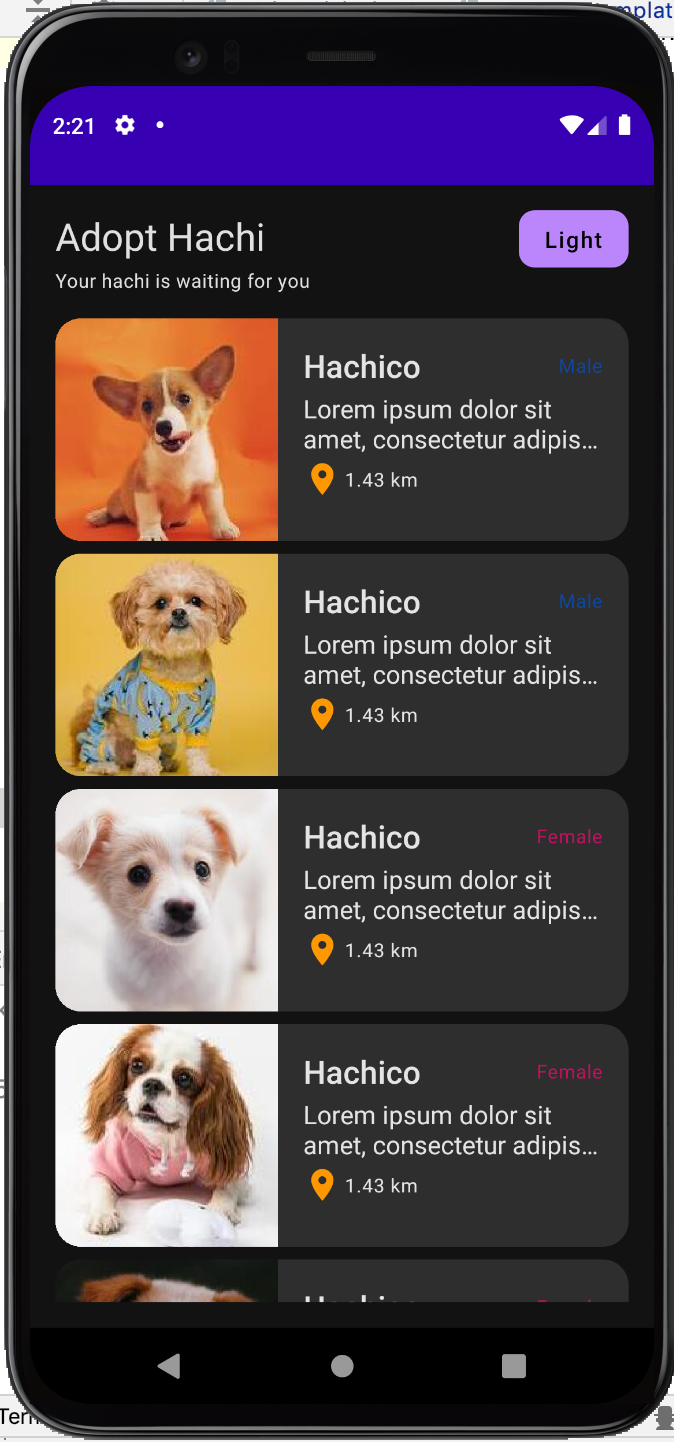 mplat
2:21
Adopt Hachi
Light
Your hachi is waiting for you
Hachico
Male
Lorem ipsum dolor sit
amet, consectetur adipis...
1.43 km
Hachico
Male
Lorem ipsum dolor sit
amet, consectetur adipis...
1.43 km
Hachico
Female
Lorem ipsum dolor sit
amet, consectetur adipis...
1.43 km
Hachico
Female
Lorem ipsum dolor sit
amet, consectetur adipis...
1.43 km
Hachico
Term